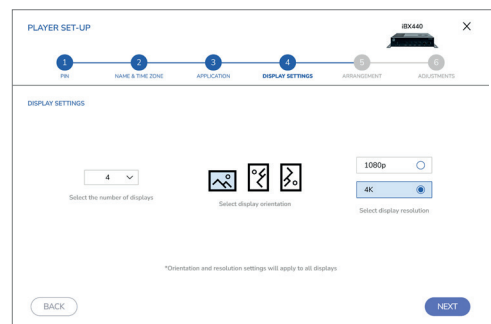 PLAYER SET-UP
iBX440
1
2
3
4
5
6
PIN
NAME & TIME ZONE
APPLICATION
DISPLAY SETTINGS
ARRANGEMENT
ADJUSTMENTS
DISPLAY SETTINGS
1080p
4
4K
Select the number of displays
Select display orientation
Select display resolution
*Orientation and resolution settings will apply to all displays
BACK
NEXT